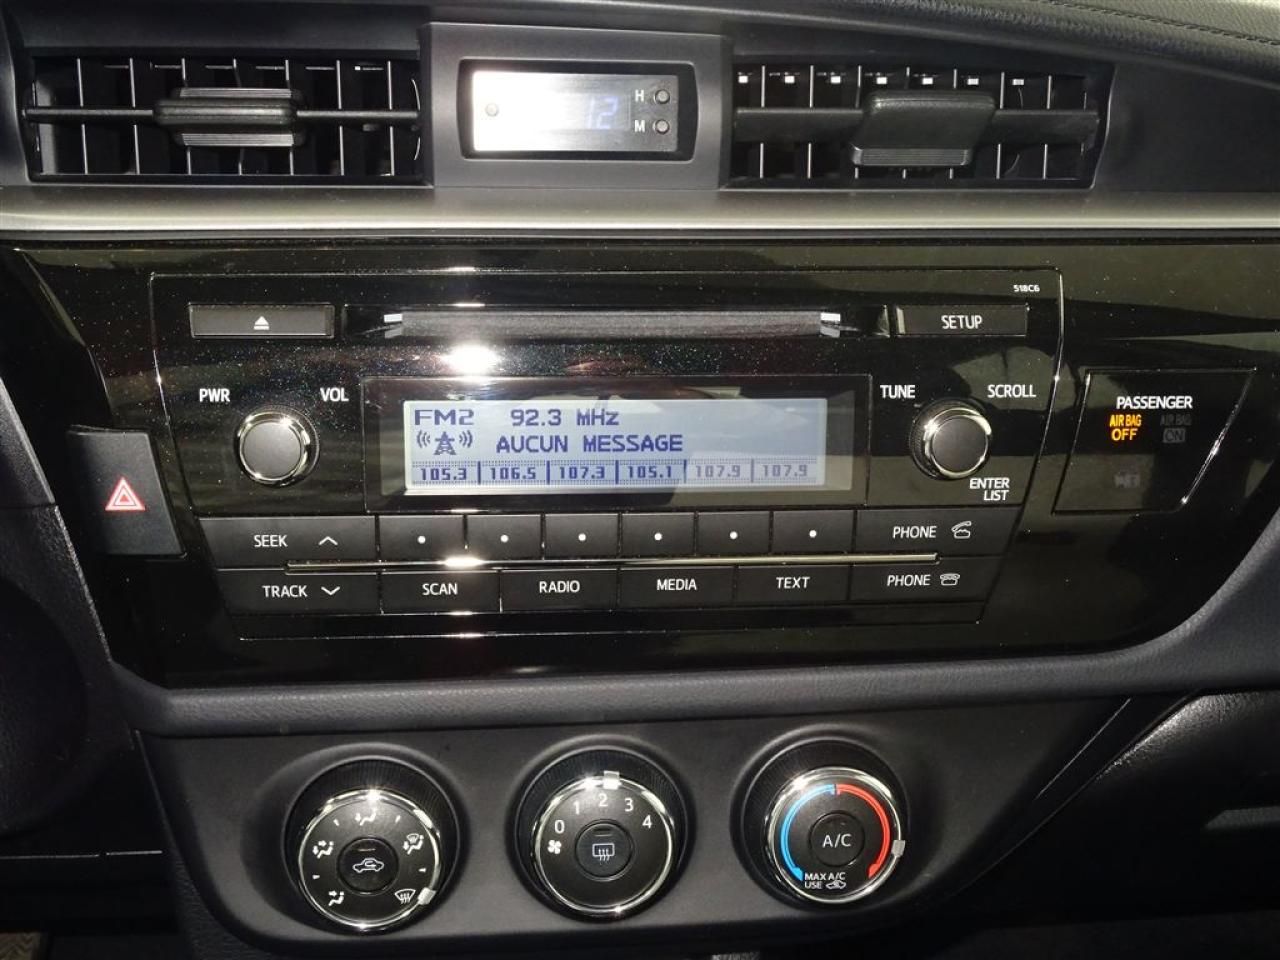 12
H
M
518C6
SETUP
PWR
VOL
TUNE
SCROLL
FM2 92.3 MHz
AUCUN MESSAGE
105.3 106.5 107.3 105.1 107.9 107.9
ENTER
LIST
PASSENGER
AIR BAG
OFF
AIR BAG
ON
SEEK
PHONE
TRACK
SCAN
RADIO
MEDIA
TEXT
PHONE
0 1 2 3 4
A/C
MAX A/C
USE